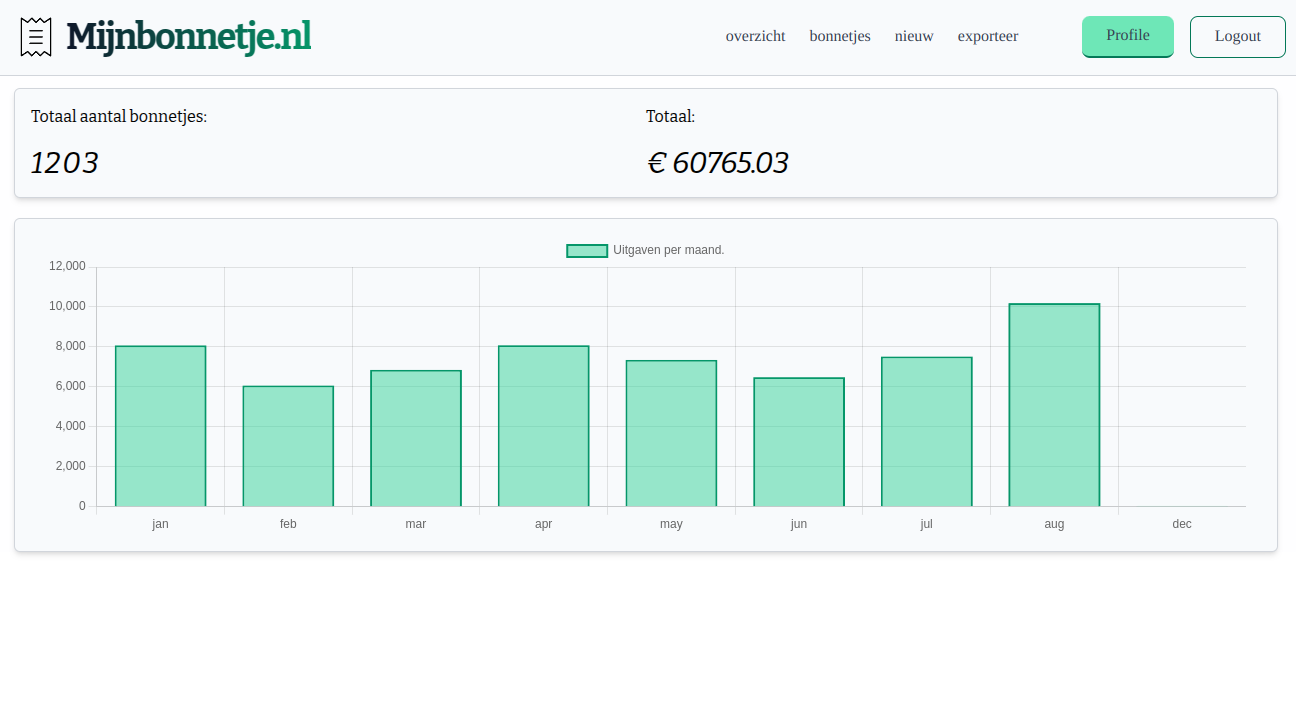 Mijnbonnetje.nl
overzicht bonnetjes nieuw exporteer Profile Logout
Totaal aantal bonnetjes: Totaal:
1203 € 60765.03
Uitgaven per maand.
12,000
10,000
8,000
6,000
4,000
2,000
0
jan feb mar apr may jun jul aug dec